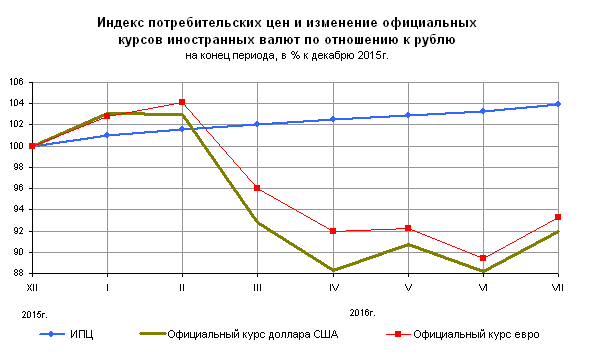 Индекс потребительских цен и изменение официальных
курсов иностранных валют по отношению к рублю
на конец периода, в % к декабрю 2015г.
106
104
102
100
98
96
94
92
90
88
XII I II III IV V VI VII
2015г. 2016г.
ИПЦ Официальный курс доллара США Официальный курс евро